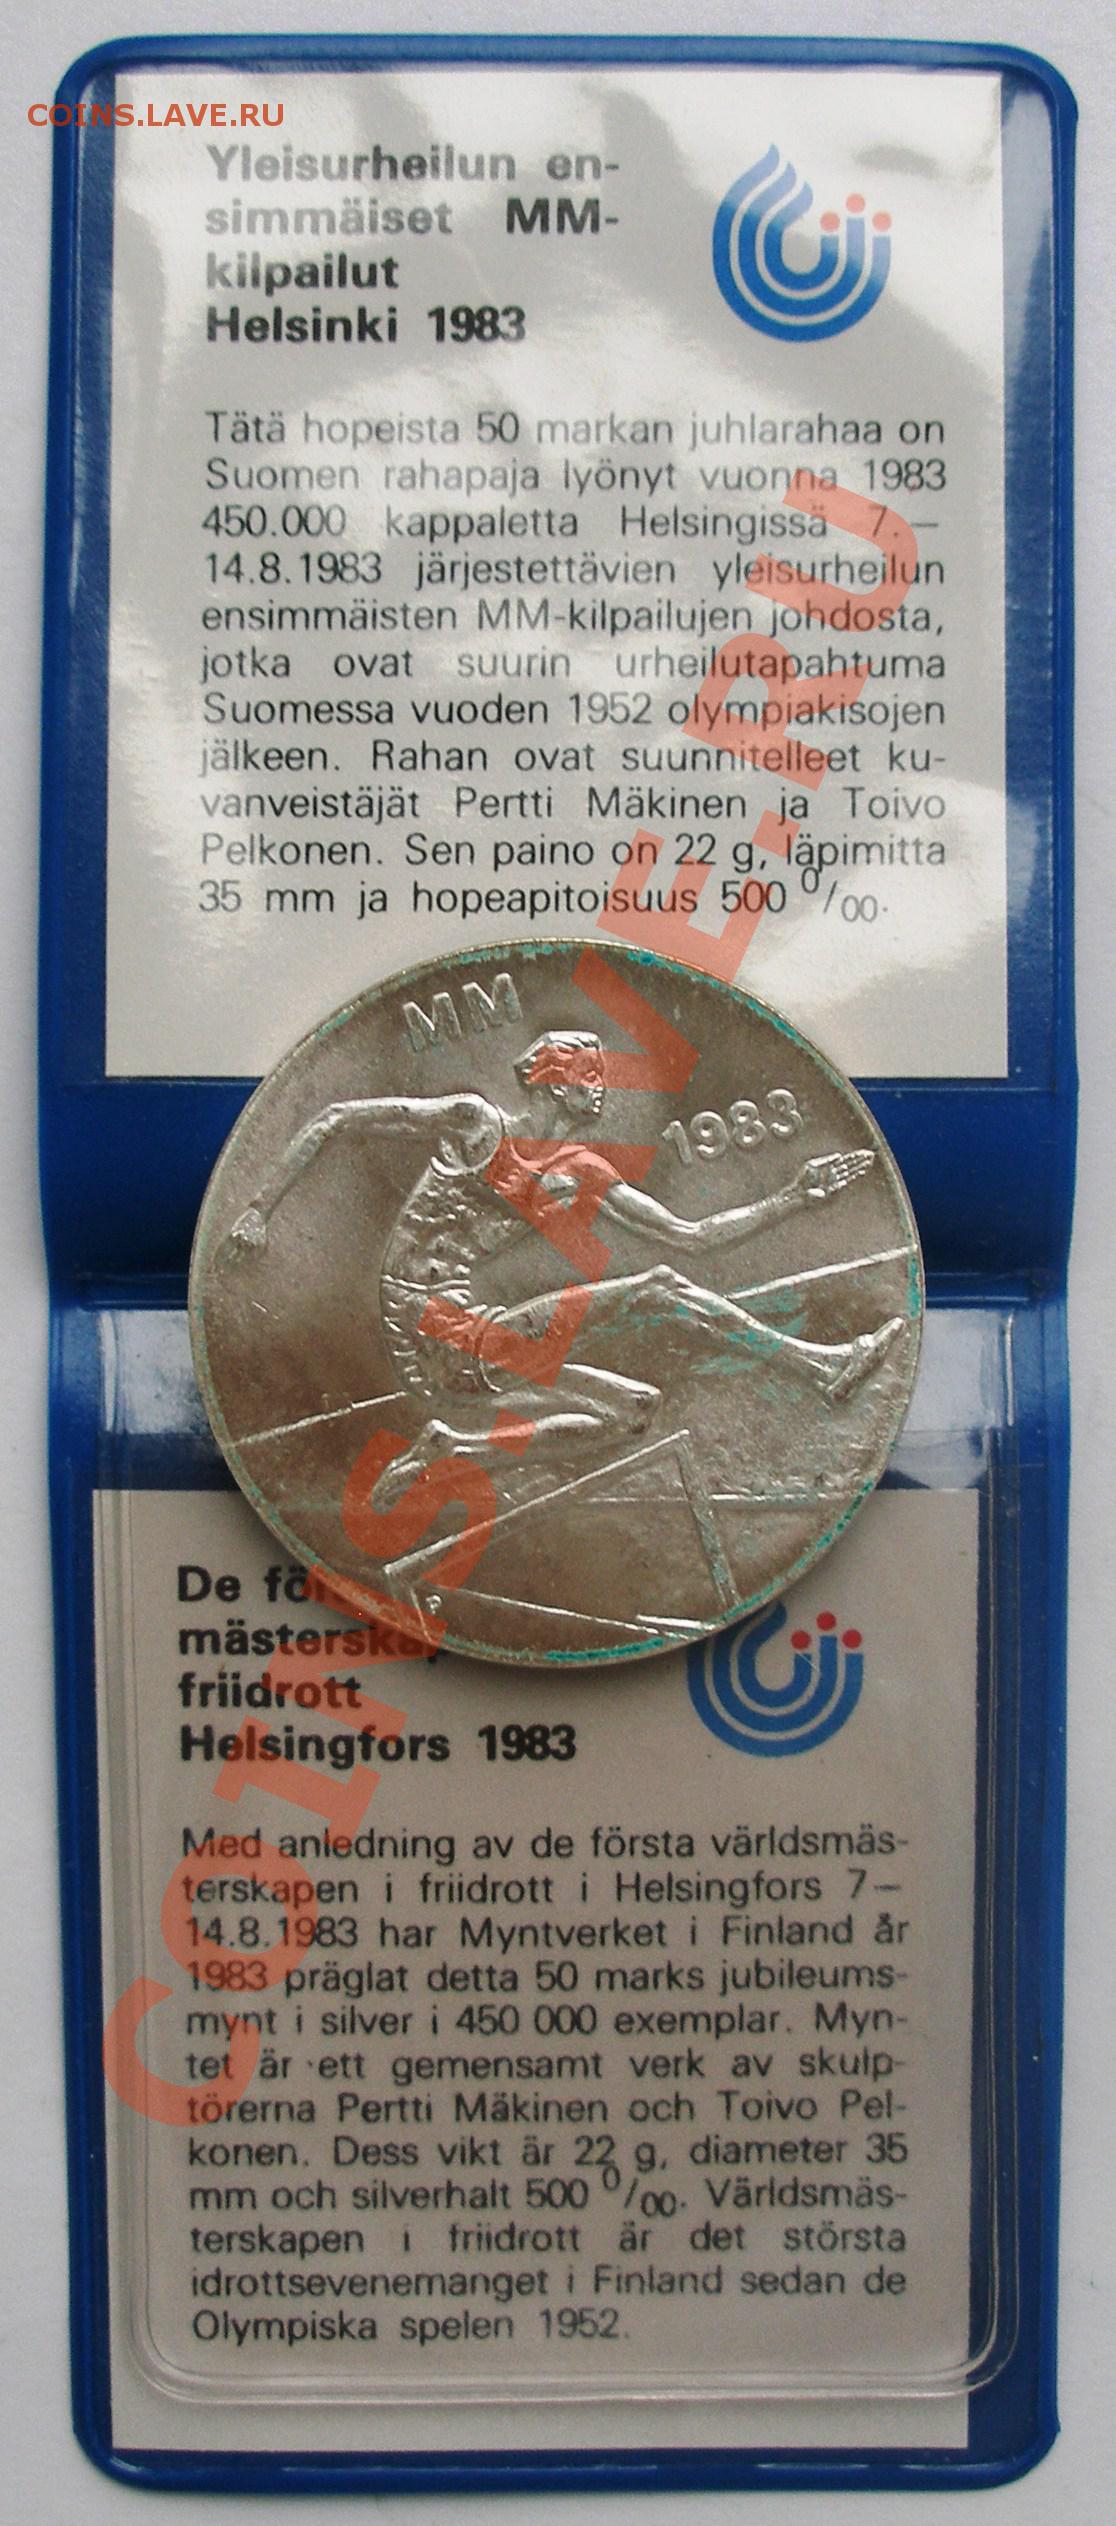 COINS.LAVE.RU
Yleisurheilun en-
simmäiset MM-
kilpailut
Helsinki 1983
Tätä hopeista 50 markan juhlarahaa on
Suomen rahapaja lyönyt vuonna 1983
450.000 kappaletta Helsingissä 7.—
14.8.1983 järjestettävien yleisurheilun
ensimmäisten MM-kilpailujen johdosta,
jotka ovat suurin urheilutapahtuma
Suomessa vuoden 1952 olympiakisojen
jälkeen. Rahan ovat suunnitelleet ku-
vanveistäjät Pertti Mäkinen ja Toivo
Pelkonen. Sen paino on 22 g, läpimitta
35 mm ja hopeapitoisuus 500 0/00.
MM
1983
P
De
friidrott
Helsingfors 1983
Med anledning av de första världsmäs-
terskapen i friidrott i Helsingfors 7—
14.8.1983 har Myntverket i Finland år
1983 präglat detta 50 marks jubileums-
mynt i silver i 450 000 exemplar. Myn-
tet är ett gemensamt verk av skulp-
törerna Pertti Mäkinen och Toivo Pel-
konen. Dess vikt är 22 g, diameter 35
mm och silverhalt 500 0/00. Världsmäs-
terskapen i friidrott är det största
idrottsevenemanget i Finland sedan de
Olympiska spelen 1952.
COINS.LAVE.RU